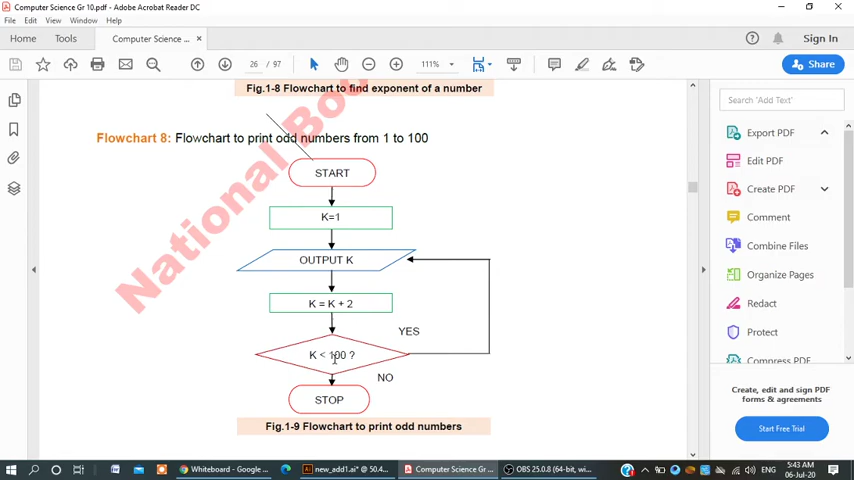 Computer Science Gr 10.pdf - Adobe Acrobat Reader DC
File Edit View Window Help
Home Tools Computer Science ... × Sign In
26 / 97 111% Share
Fig.1-8 Flowchart to find exponent of a number
Flowchart 8: Flowchart to print odd numbers from 1 to 100
START
K=1
OUTPUT K
K = K + 2
YES
K < 100 ?
NO
STOP
Fig.1-9 Flowchart to print odd numbers
National Boo
Search 'Add Text'
Export PDF
Edit PDF
Create PDF
Comment
Combine Files
Organize Pages
Redact
Protect
Compress PDF
Create, edit and sign PDF
forms & agreements
Start Free Trial
Whiteboard - Google ... new_add1.ai* @ 50.4... Computer Science Gr... OBS 25.0.8 (64-bit, wi... ENG
5:43 AM
06-Jul-20